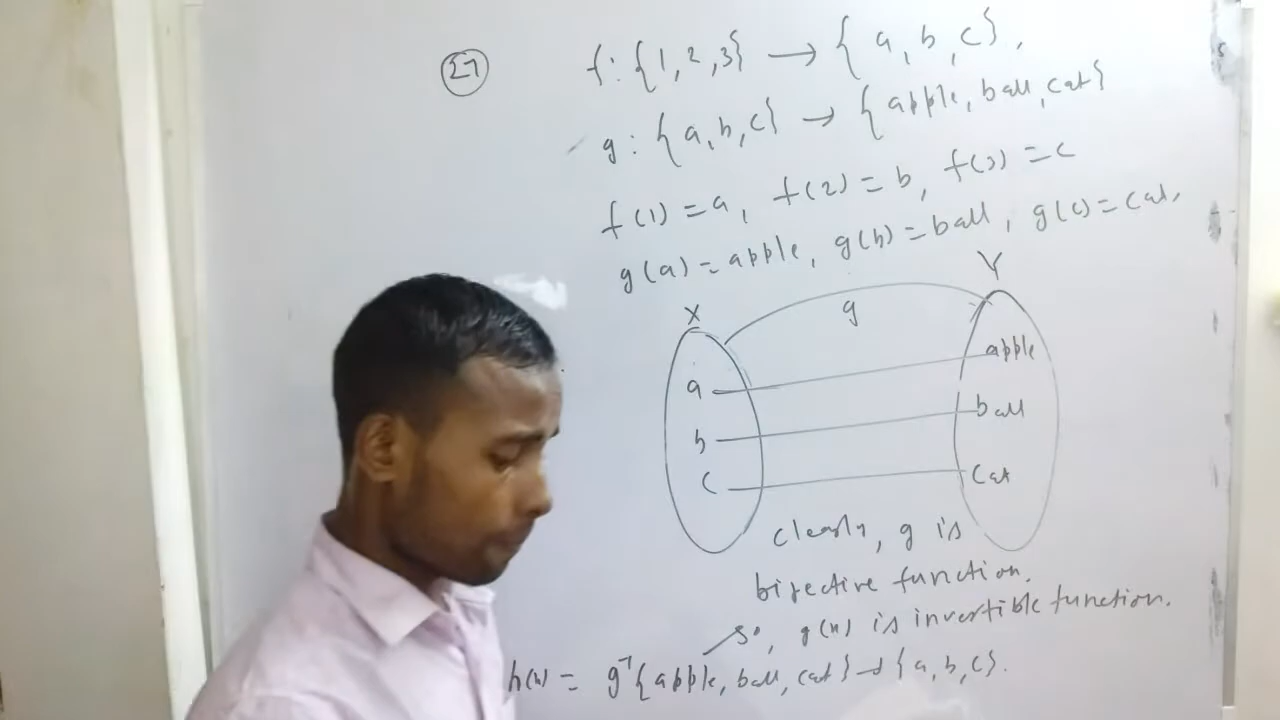 27
f: {1, 2, 3} → { a, b, c},
g: {a, b, c} → {apple, ball, cat}
f(1) = a, f(2) = b, f(3) = c
g(a) = apple, g(b) = ball, g(c) = cat,
X g Y
a apple
b ball
c cat
clearly, g is
bijective function.
so, g(x) is invertible function.
h(x) = g⁻¹{apple, ball, cat} → {a, b, c}.